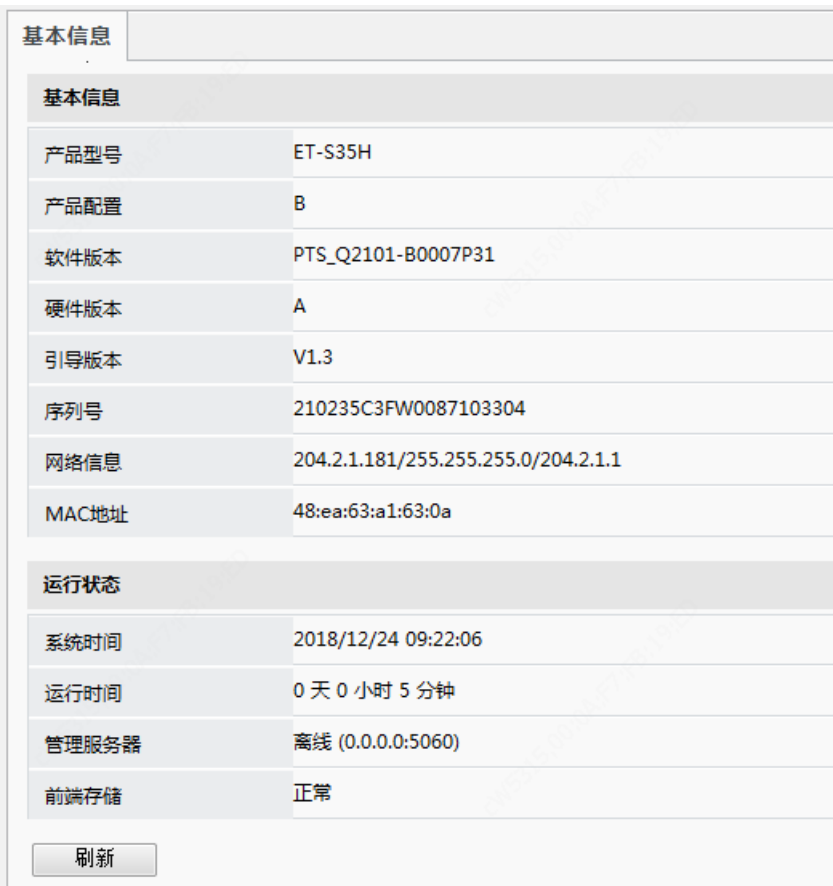 基本信息
基本信息
产品型号 ET-S35H
产品配置 B
软件版本 PTS_Q2101-B0007P31
硬件版本 A
引导版本 V1.3
序列号 210235C3FW0087103304
网络信息 204.2.1.181/255.255.255.0/204.2.1.1
MAC地址 48:ea:63:a1:63:0a
运行状态
系统时间 2018/12/24 09:22:06
运行时间 0 天 0 小时 5 分钟
管理服务器 离线 (0.0.0.0:5060)
前端存储 正常
刷新